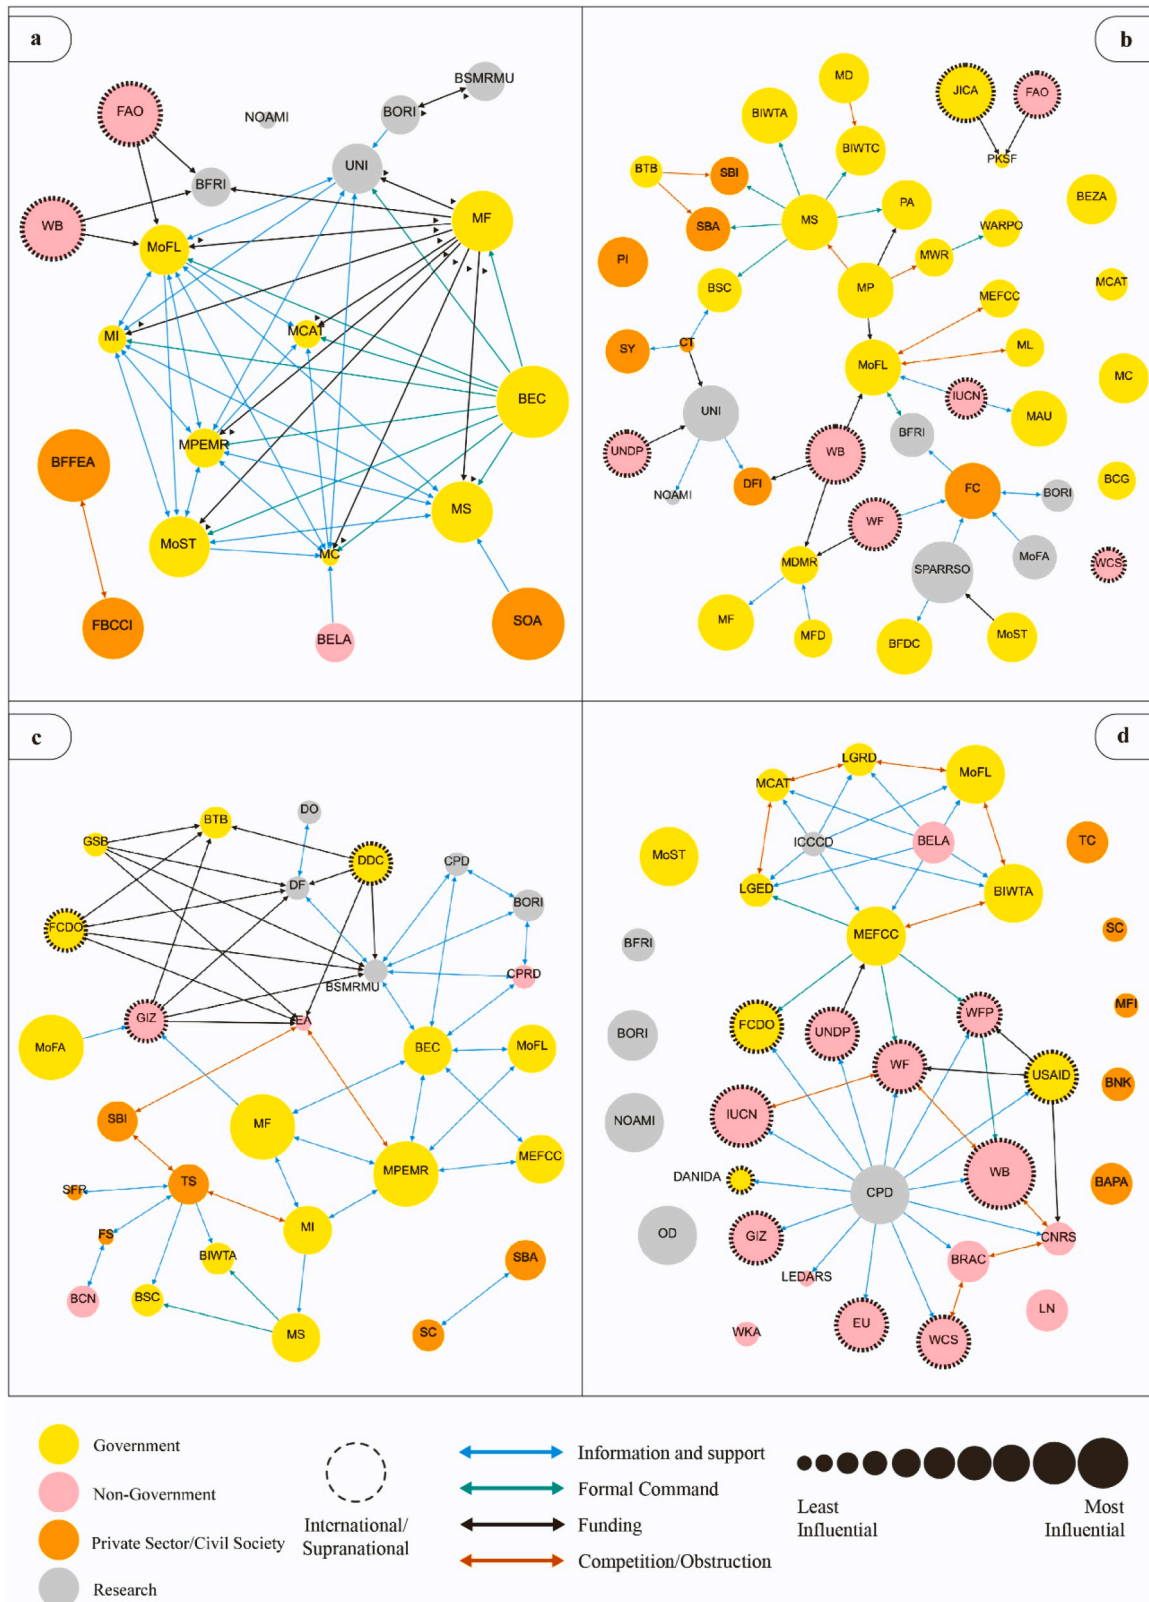 a
BSMRMU
FAO
NOAMI
BORI
UNI
BFRI
WB
MF
MoFL
MI
MCAT
BEC
MPEMR
BFFEA
MS
MoST
MC
FBCCI
BELA
SOA
b
MD
JICA
FAO
BIWTA
BIWTC
PKSF
BTB
SBI
BEZA
PA
SBA
MS
WARPO
PI
MWR
BSC
MP
MCAT
MEFCC
SY
CT
ML
MoFL
MC
IUCN
UNI
MAU
BFRI
UNDP
WB
DFI
NOAMI
FC
BORI
BCG
WF
MoFA
WCS
MDMR
SPARRSO
MF
MFD
BFDC
MoST
c
DO
BTB
GSB
DDC
CPD
DF
BORI
FCDO
CPRD
BSMRMU
GIZ
EA
MoFA
BEC
MoFL
SBI
MF
MEFCC
MPEMR
TS
SFR
MI
FS
BIWTA
SBA
BCN
BSC
MS
SC
d
LGRD
MoFL
MCAT
ICCCD
BELA
TC
MoST
LGED
BIWTA
MEFCC
SC
BFRI
MFI
FCDO
UNDP
WFP
BORI
WF
USAID
BNK
IUCN
NOAMI
WB
DANIDA
CPD
BAPA
OD
GIZ
CNRS
BRAC
LEDARS
LN
EU
WCS
WKA
Government
Non-Government
Private Sector/Civil Society
Research
International/
Supranational
Information and support
Formal Command
Funding
Competition/Obstruction
Least
Influential
Most
Influential